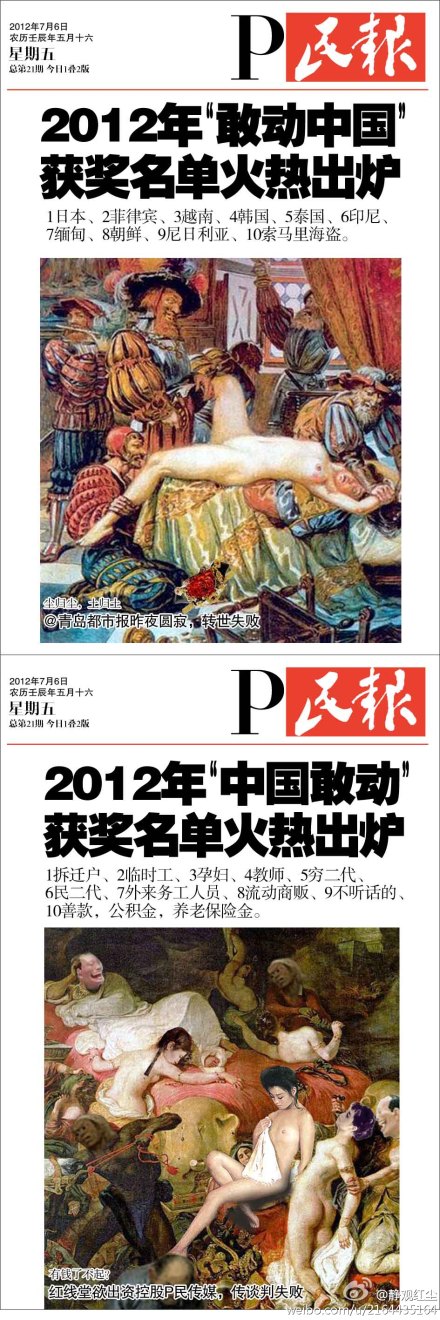 2012年7月6日
农历壬辰年五月十六
星期五
总第21期 今日1叠2版
P民報
2012年“敢动中国”
获奖名单火热出炉
1日本、2菲律宾、3越南、4韩国、5泰国、6印尼、
7缅甸、8朝鲜、9尼日利亚、10索马里海盗。
尘归尘，土归土
@青岛都市报昨夜圆寂，转世失败
2012年7月6日
农历壬辰年五月十六
星期五
总第21期 今日1叠2版
P民報
2012年“中国敢动”
获奖名单火热出炉
1拆迁户、2临时工、3孕妇、4教师、5穷二代、
6民二代、7外来务工人员、8流动商贩、9不听话的、
10善款，公积金，养老保险金。
有钱了不起?
红线堂欲出资控股P民传媒，传谈判失败
@静观红尘
weibo.com/u/2164435164